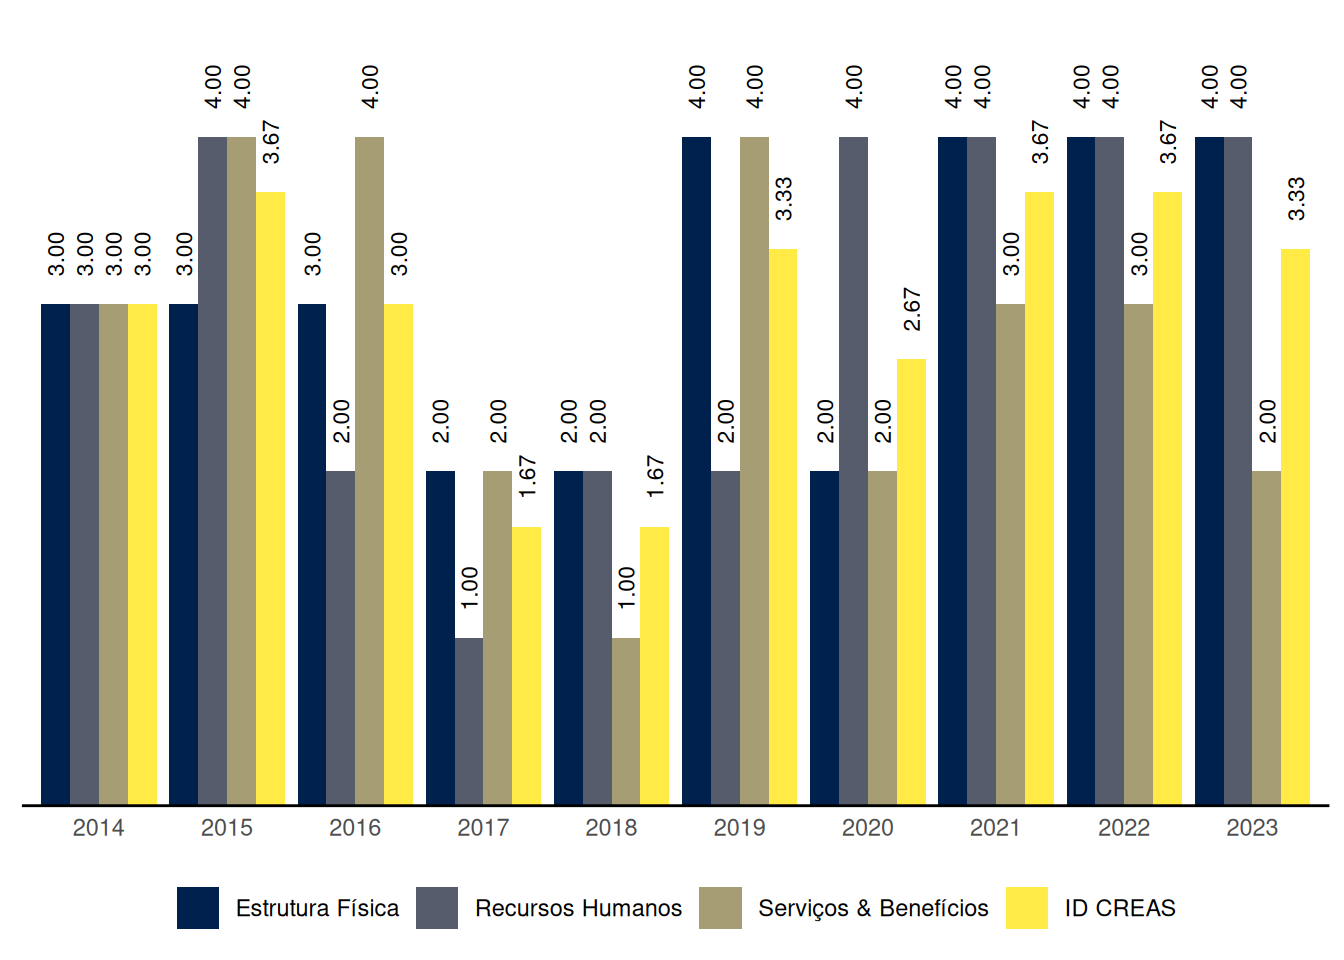 4.00 4.00 4.00 4.00 4.00 4.00 4.00 4.00 4.00 4.00 4.00 4.00
3.67 3.67 3.67
3.33 3.33
3.00 3.00 3.00 3.00 3.00 3.00 3.00 3.00 3.00
2.67
2.00 2.00 2.00 2.00 2.00 2.00 2.00 2.00 2.00
1.67 1.67
1.00 1.00
2014 2015 2016 2017 2018 2019 2020 2021 2022 2023
Estrutura Física Recursos Humanos Serviços & Benefícios ID CREAS